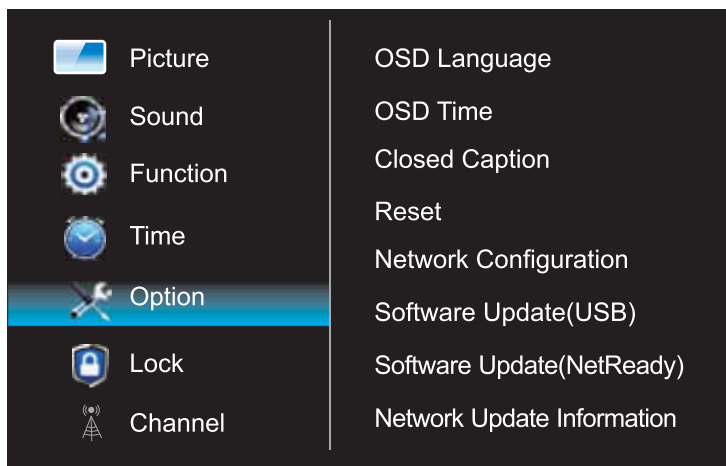 Picture
Sound
Function
Time
Option
Lock
Channel
OSD Language
OSD Time
Closed Caption
Reset
Network Configuration
Software Update(USB)
Software Update(NetReady)
Network Update Information